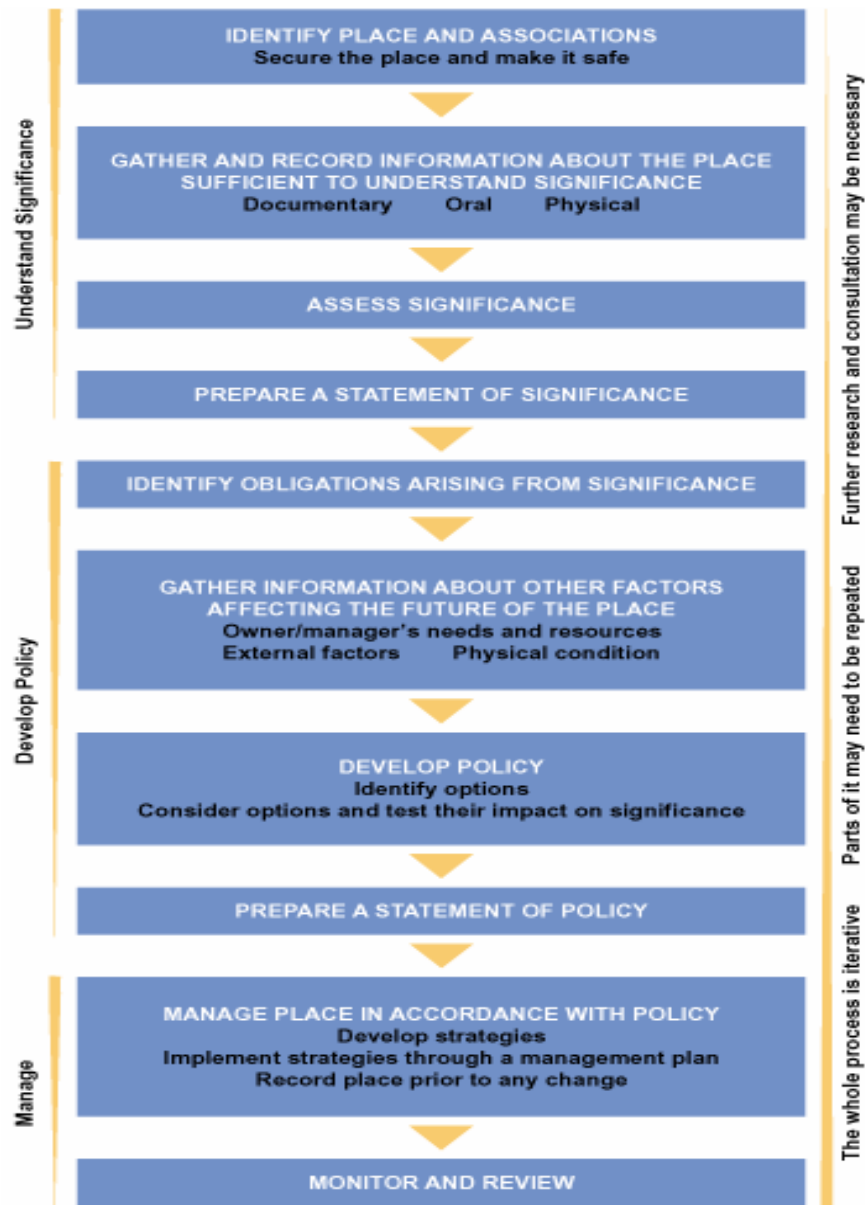 IDENTIFY PLACE AND ASSOCIATIONS
Secure the place and make it safe
GATHER AND RECORD INFORMATION ABOUT THE PLACE
SUFFICIENT TO UNDERSTAND SIGNIFICANCE
Documentary Oral Physical
ASSESS SIGNIFICANCE
PREPARE A STATEMENT OF SIGNIFICANCE
Understand Significance
IDENTIFY OBLIGATIONS ARISING FROM SIGNIFICANCE
GATHER INFORMATION ABOUT OTHER FACTORS
AFFECTING THE FUTURE OF THE PLACE
Owner/manager's needs and resources
External factors Physical condition
DEVELOP POLICY
Identify options
Consider options and test their impact on significance
PREPARE A STATEMENT OF POLICY
Develop Policy
MANAGE PLACE IN ACCORDANCE WITH POLICY
Develop strategies
Implement strategies through a management plan
Record place prior to any change
MONITOR AND REVIEW
Manage
The whole process is iterative
Parts of it may need to be repeated
Further research and consultation may be necessary